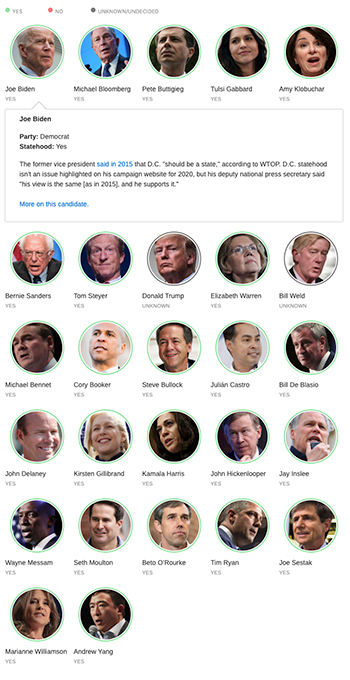 YES NO UNKNOWN/UNDECIDED
Joe Biden Michael Bloomberg Pete Buttigieg Tulsi Gabbard Amy Klobuchar
YES YES YES YES YES
Joe Biden
Party: Democrat
Statehood: Yes
The former vice president said in 2015 that D.C. "should be a state," according to WTOP. D.C. statehood
isn't an issue highlighted on his campaign website for 2020, but his deputy national press secretary said
"his view is the same [as in 2015], and he supports it."
More on this candidate.
Bernie Sanders Tom Steyer Donald Trump Elizabeth Warren Bill Weld
YES YES UNKNOWN YES UNKNOWN
Michael Bennet Cory Booker Steve Bullock Julián Castro Bill De Blasio
YES YES YES YES YES
John Delaney Kirsten Gillibrand Kamala Harris John Hickenlooper Jay Inslee
YES YES YES YES YES
Wayne Messam Seth Moulton Beto O'Rourke Tim Ryan Joe Sestak
YES YES YES YES YES
Marianne Williamson Andrew Yang
YES YES